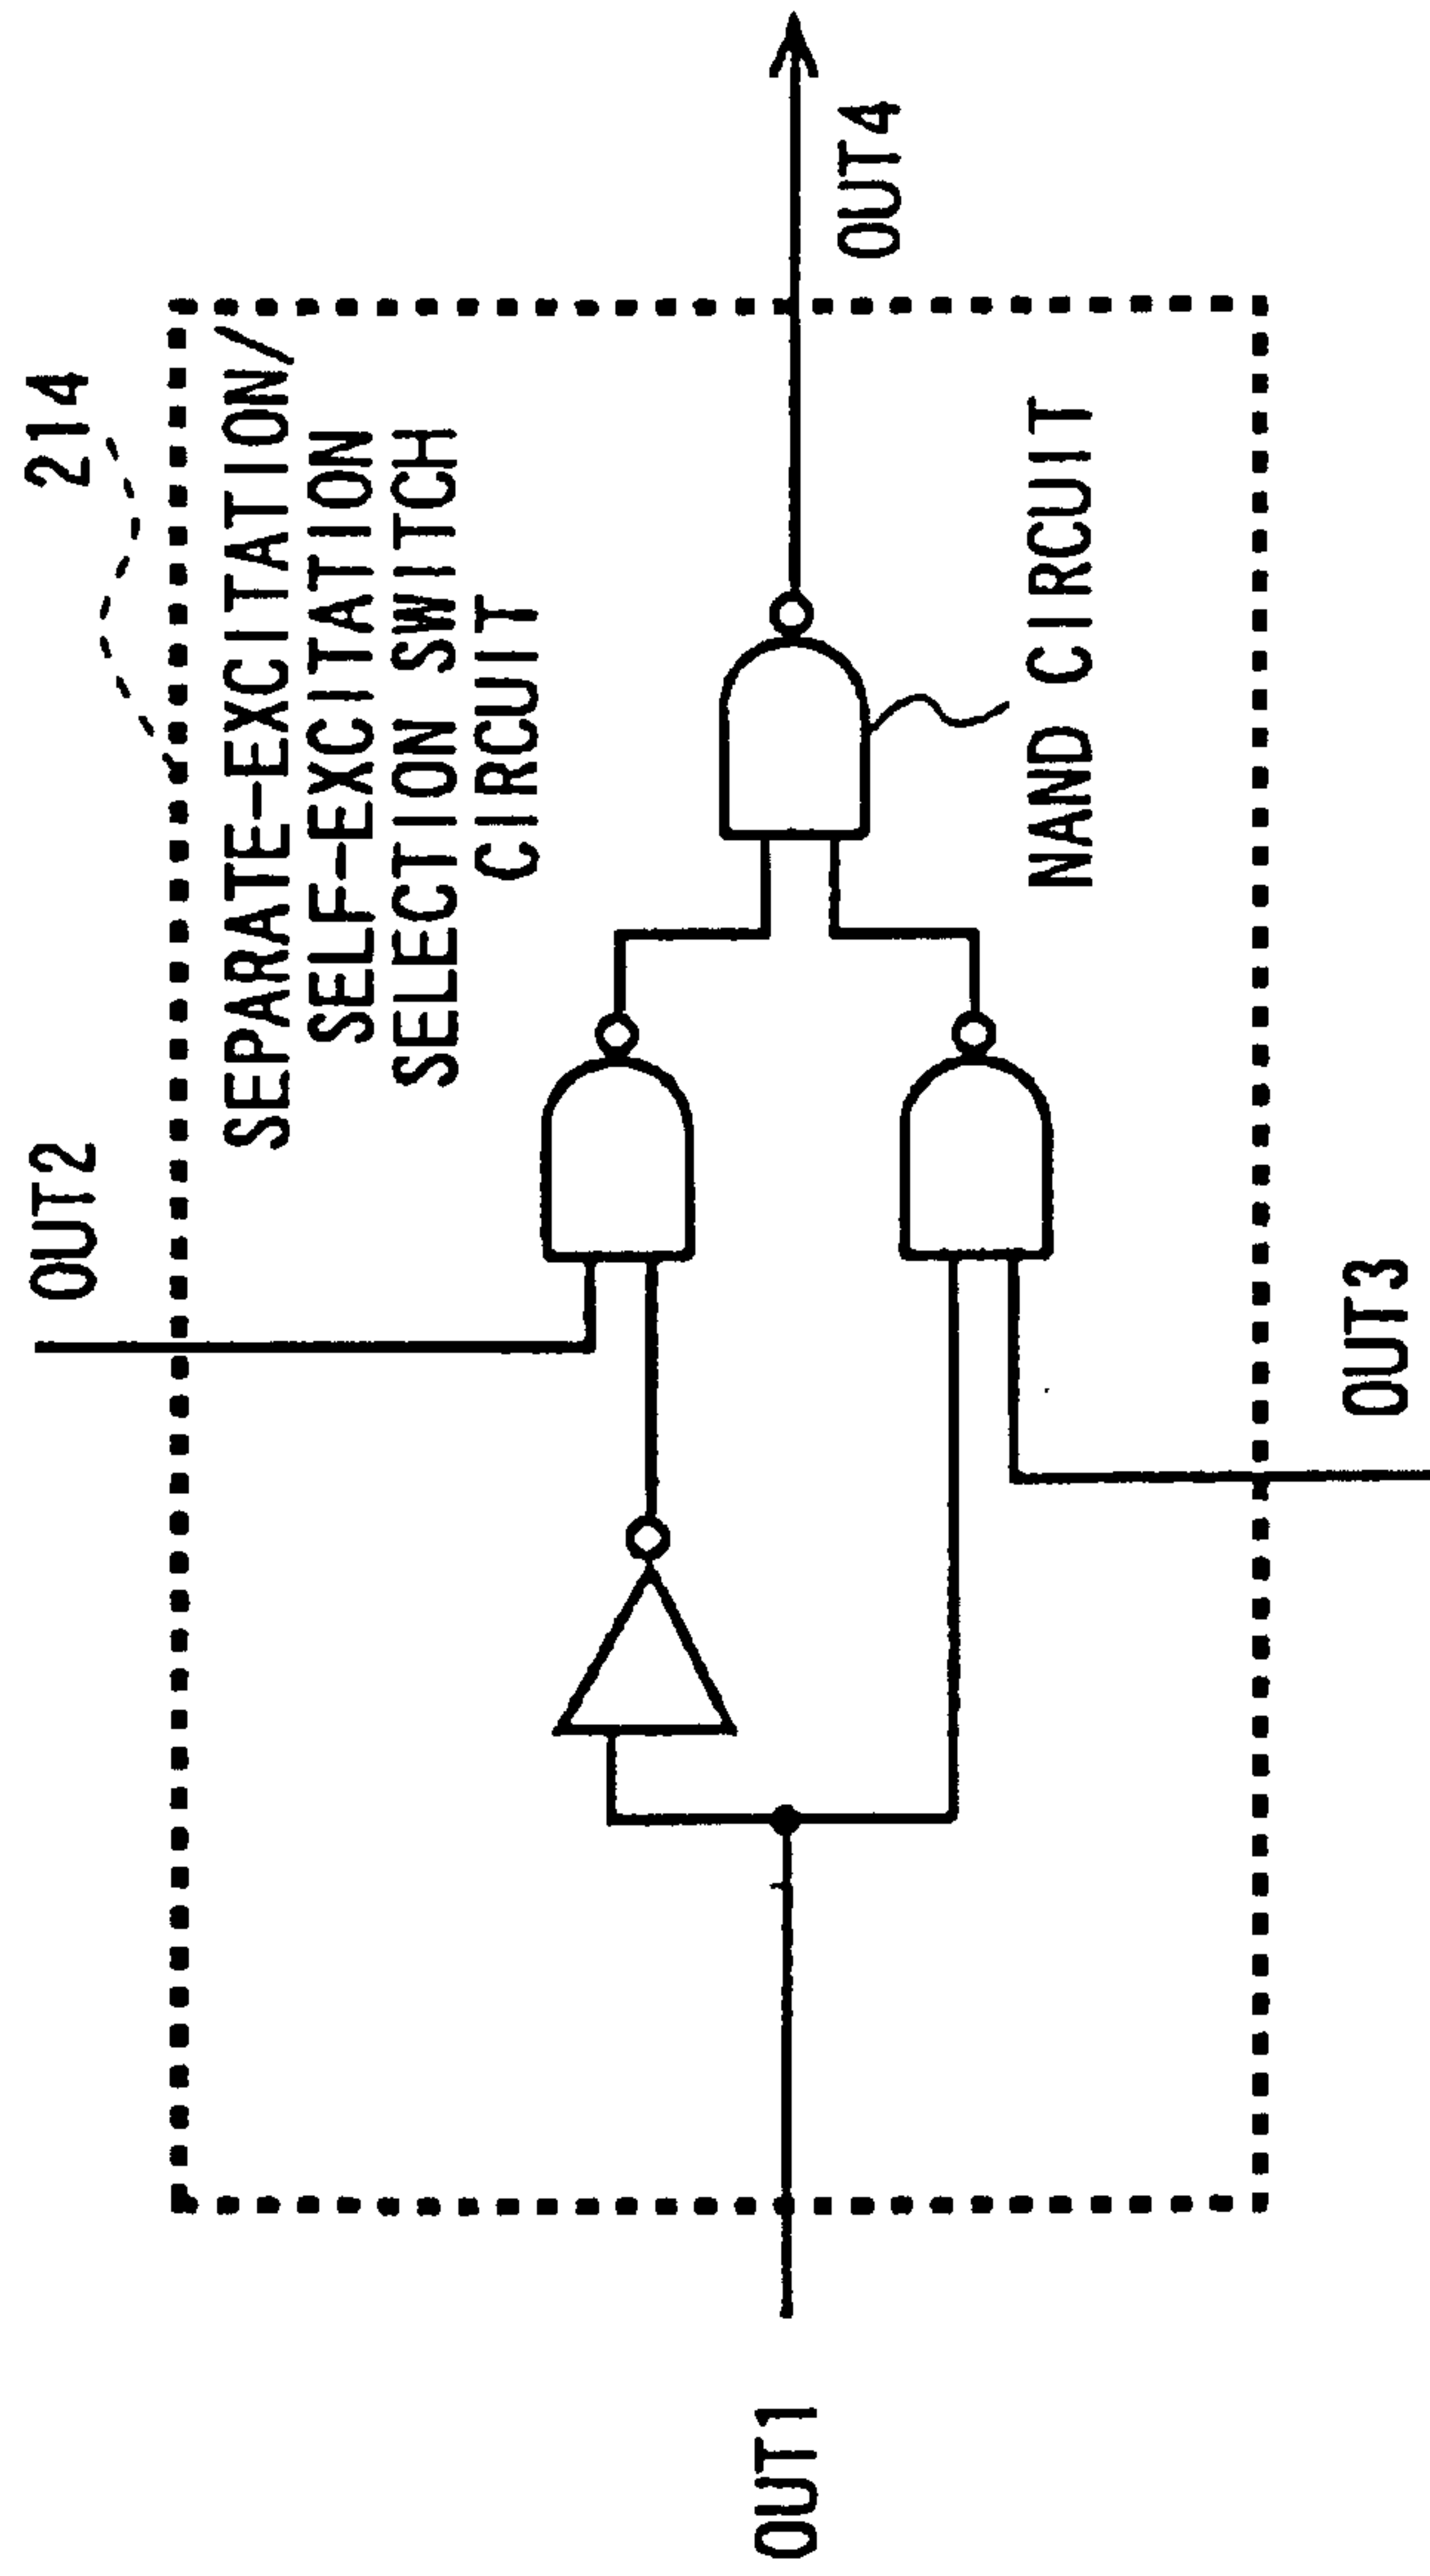 214
OUT2
SEPARATE-EXCITATION/
SELF-EXCITATION
SELECTION SWITCH
CIRCUIT
OUT1
OUT4
NAND CIRCUIT
OUT3